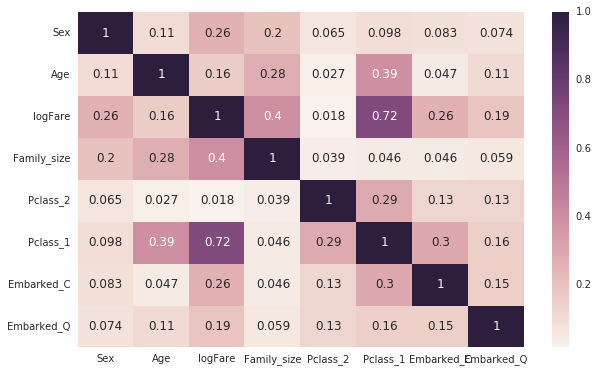 Sex 1 0.11 0.26 0.2 0.065 0.098 0.083 0.074
Age 0.11 1 0.16 0.28 0.027 0.39 0.047 0.11
logFare 0.26 0.16 1 0.4 0.018 0.72 0.26 0.19
Family_size 0.2 0.28 0.4 1 0.039 0.046 0.046 0.059
Pclass_2 0.065 0.027 0.018 0.039 1 0.29 0.13 0.13
Pclass_1 0.098 0.39 0.72 0.046 0.29 1 0.3 0.16
Embarked_C 0.083 0.047 0.26 0.046 0.13 0.3 1 0.15
Embarked_Q 0.074 0.11 0.19 0.059 0.13 0.16 0.15 1
Sex Age logFare Family_size Pclass_2 Pclass_1 Embarked_C Embarked_Q
1.0
0.8
0.6
0.4
0.2